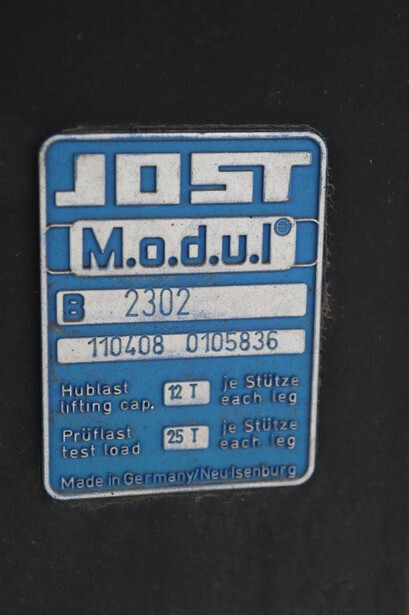 JOST
M.o.d.u.l®
B 2302
110408 0105836
Hublast 12 T je Stütze
lifting cap. each leg
Prüflast 25 T je Stütze
test load each leg
Made in Germany/Neu-Isenburg